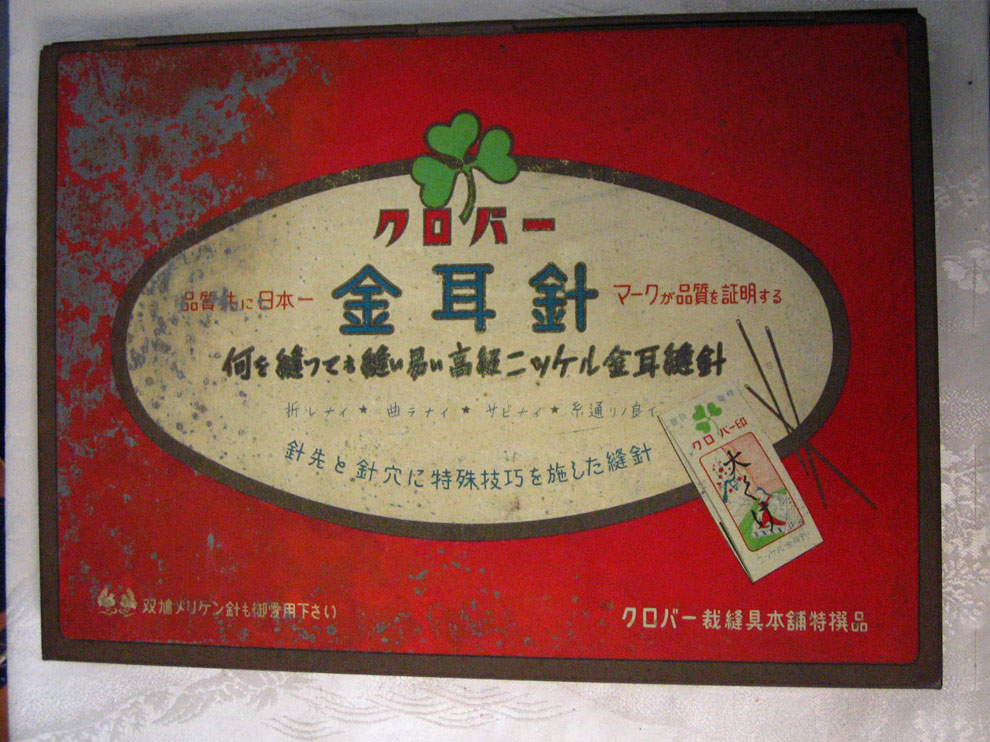 クロバー
品質共に日本一
金耳針
マークが品質を証明する
何を縫つても縫い易い高級ニッケル金耳縫針
折レナイ★曲ラナイ★サビナイ★糸通リノ良イ
針先と針穴に特殊技巧を施した縫針
クロバー印
大くけ
双鳩メリケン針も御愛用下さい
クロバー裁縫具本舗特撰品